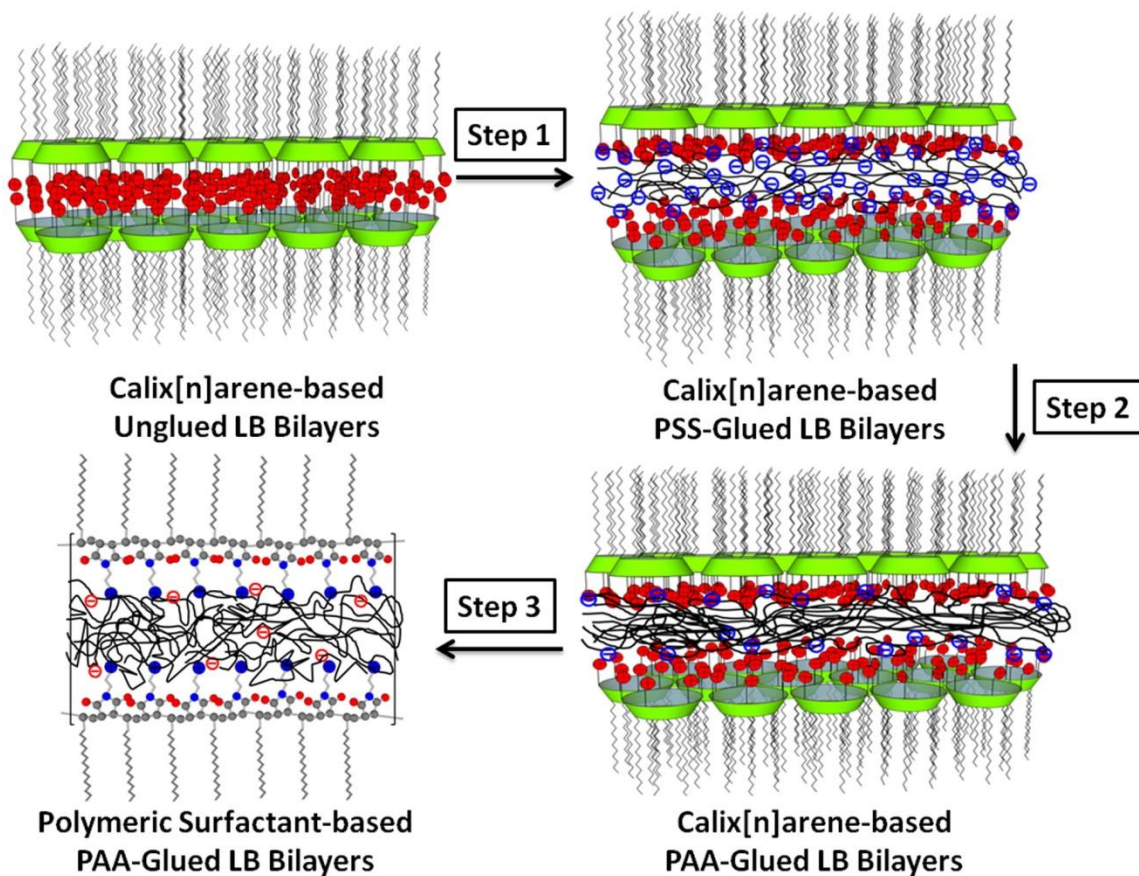 Step 1
Calix[n]arene-based
Unglued LB Bilayers
Calix[n]arene-based
PSS-Glued LB Bilayers
Step 2
Step 3
Polymeric Surfactant-based
PAA-Glued LB Bilayers
Calix[n]arene-based
PAA-Glued LB Bilayers